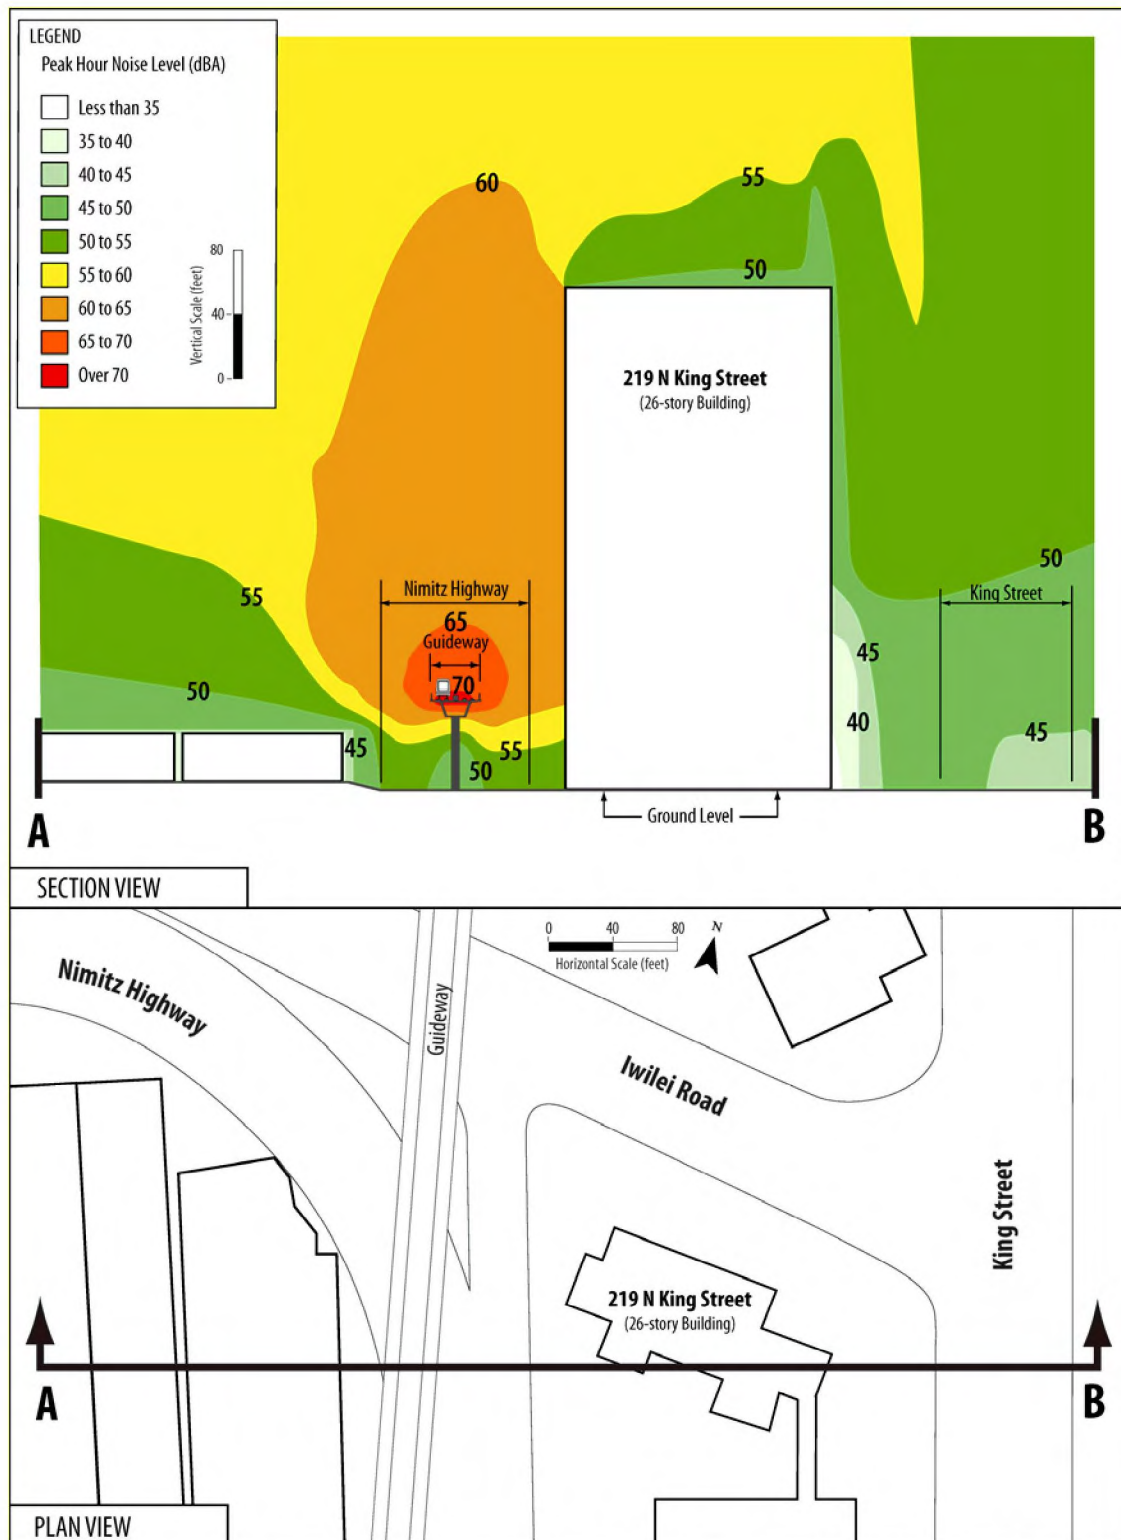 LEGEND
Peak Hour Noise Level (dBA)
Less than 35
35 to 40
40 to 45
45 to 50
50 to 55
55 to 60
60 to 65
65 to 70
Over 70
80
40
0
Vertical Scale (feet)
60
55
50
219 N King Street
(26-story Building)
55
50
Nimitz Highway
65
Guideway
70
50
45
55
50
King Street
50
45
40
45
Ground Level
A
B
SECTION VIEW
0 40 80
Horizontal Scale (feet)
N
Nimitz Highway
Guideway
Iwilei Road
King Street
219 N King Street
(26-story Building)
A
B
PLAN VIEW